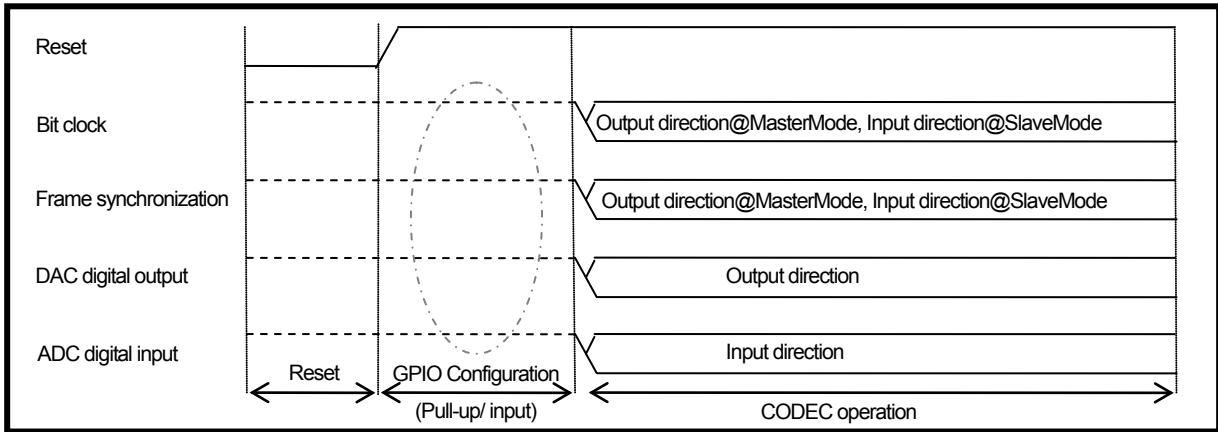 Reset
Bit clock
Output direction@MasterMode, Input direction@SlaveMode
Frame synchronization
Output direction@MasterMode, Input direction@SlaveMode
DAC digital output
Output direction
ADC digital input
Input direction
Reset
GPIO Configuration
(Pull-up/ input)
CODEC operation